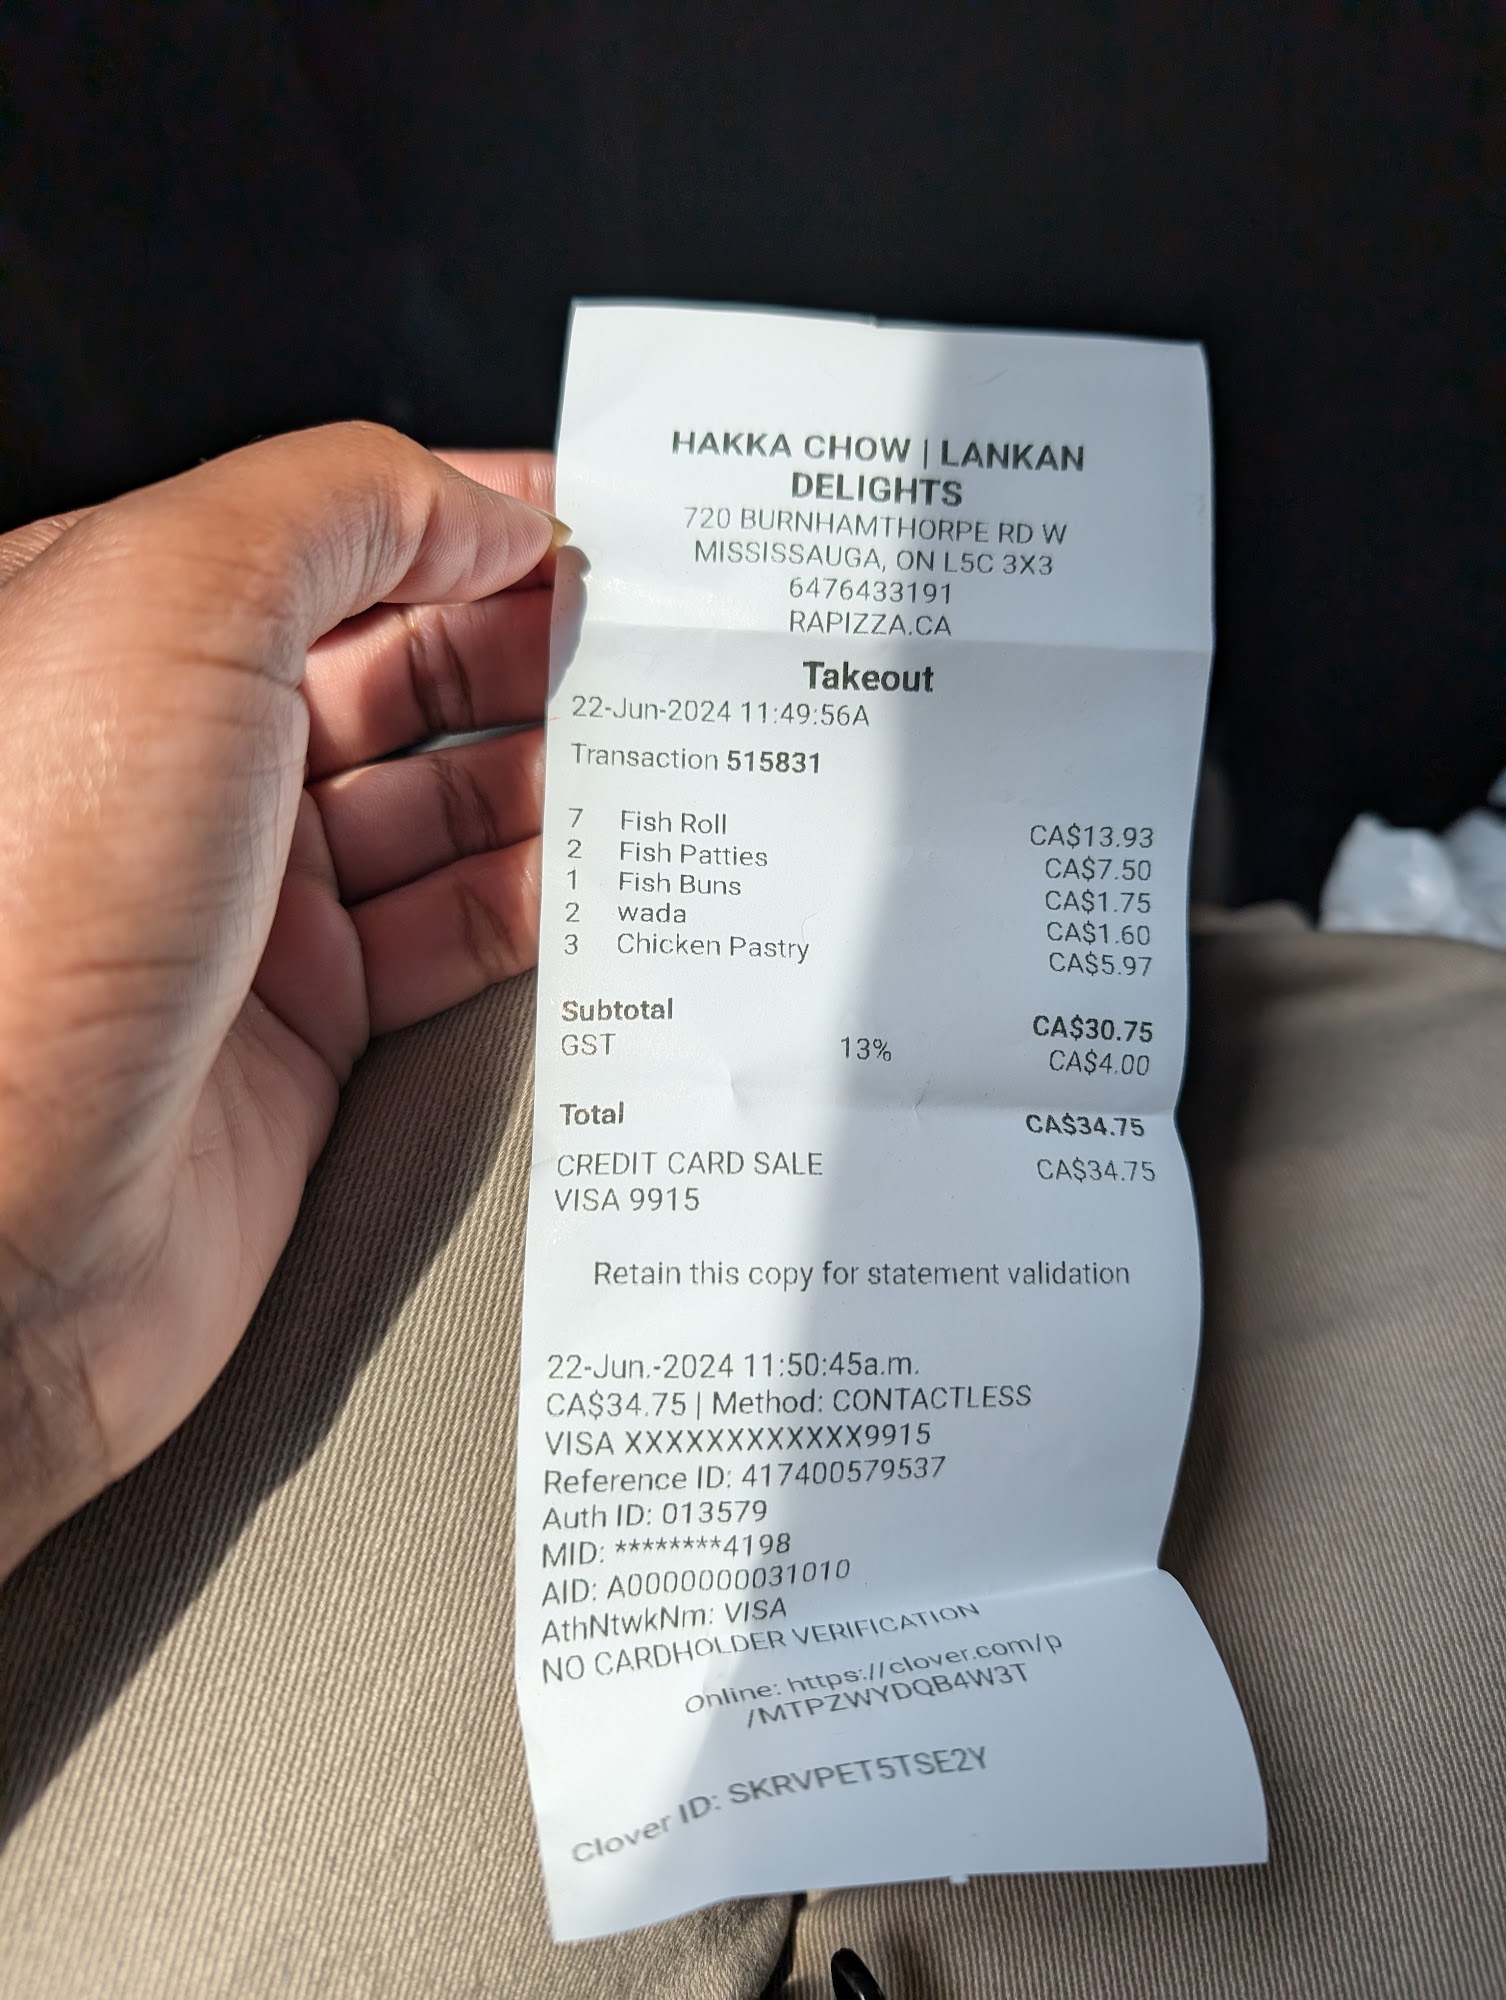 HAKKA CHOW | LANKAN
DELIGHTS
720 BURNHAMTHORPE RD W
MISSISSAUGA, ON L5C 3X3
6476433191
RAPIZZA.CA
Takeout
22-Jun-2024 11:49:56A
Transaction 515831
7 Fish Roll CA$13.93
2 Fish Patties CA$7.50
1 Fish Buns CA$1.75
2 wada CA$1.60
3 Chicken Pastry CA$5.97
Subtotal CA$30.75
GST 13% CA$4.00
Total CA$34.75
CREDIT CARD SALE CA$34.75
VISA 9915
Retain this copy for statement validation
22-Jun.-2024 11:50:45a.m.
CA$34.75 | Method: CONTACTLESS
VISA XXXXXXXXXXXX9915
Reference ID: 417400579537
Auth ID: 013579
MID: ********4198
AID: A0000000031010
AthNtwkNm: VISA
NO CARDHOLDER VERIFICATION
Online: https://clover.com/p
/MTPZWYDQB4W3T
Clover ID: SKRVPET5TSE2Y